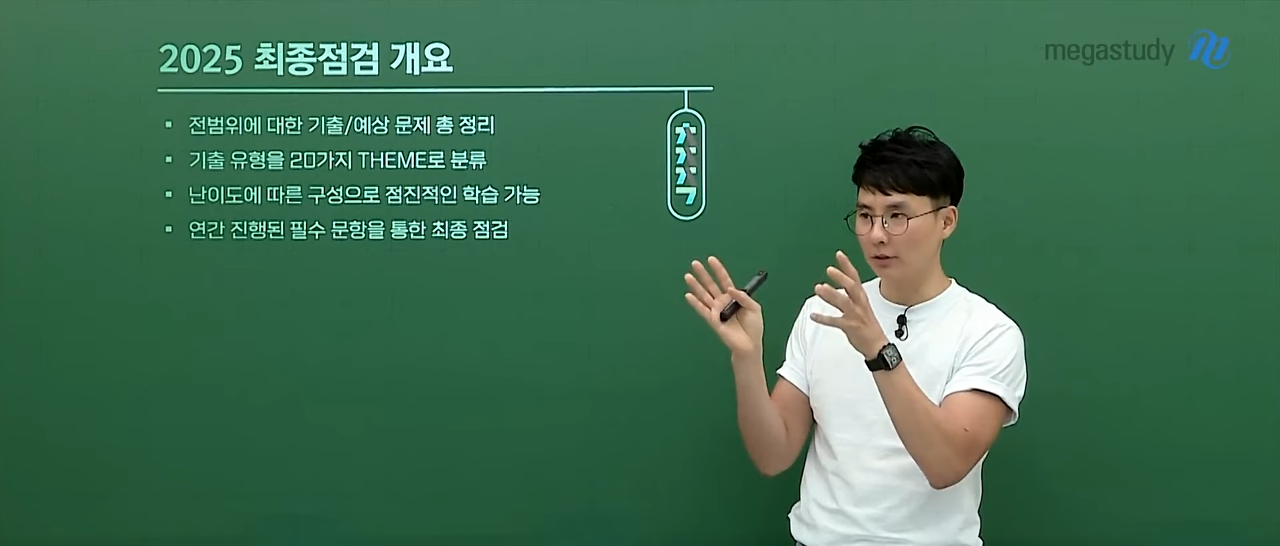 2025 최종점검 개요
megastudy
▪ 전범위에 대한 기출/예상 문제 총 정리
▪ 기출 유형을 20가지 THEME로 분류
▪ 난이도에 따른 구성으로 점진적인 학습 가능
▪ 연간 진행된 필수 문항을 통한 최종 점검